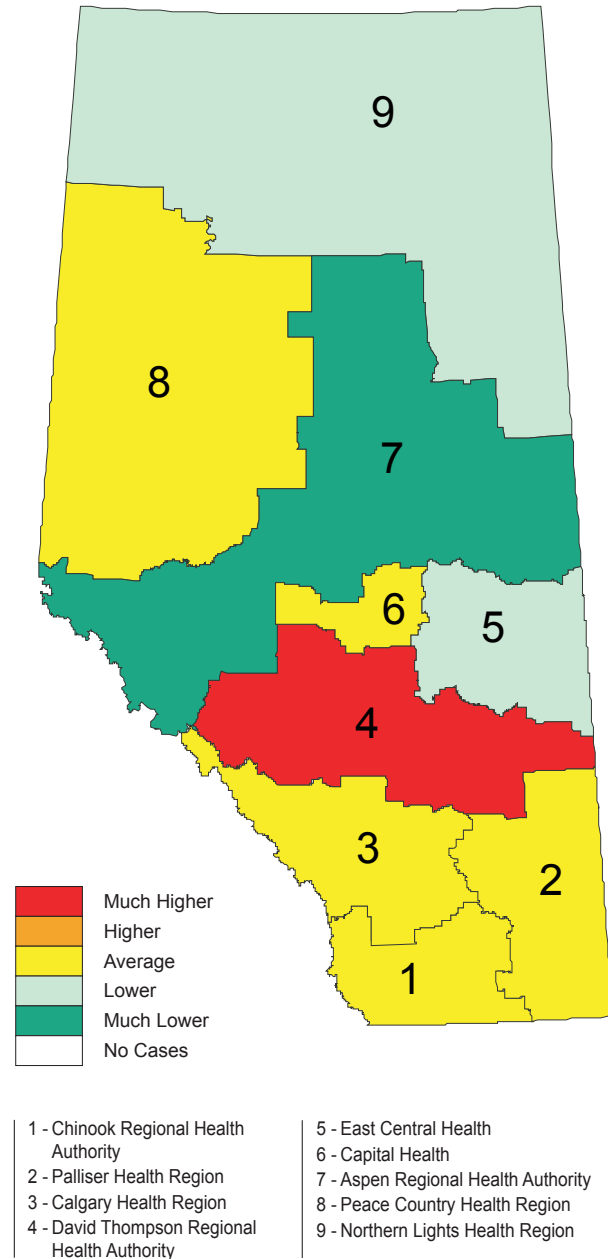 9
8
7
6
5
4
3
2
1
Much Higher
Higher
Average
Lower
Much Lower
No Cases
1 - Chinook Regional Health
Authority
2 - Palliser Health Region
3 - Calgary Health Region
4 - David Thompson Regional
Health Authority
5 - East Central Health
6 - Capital Health
7 - Aspen Regional Health Authority
8 - Peace Country Health Region
9 - Northern Lights Health Region